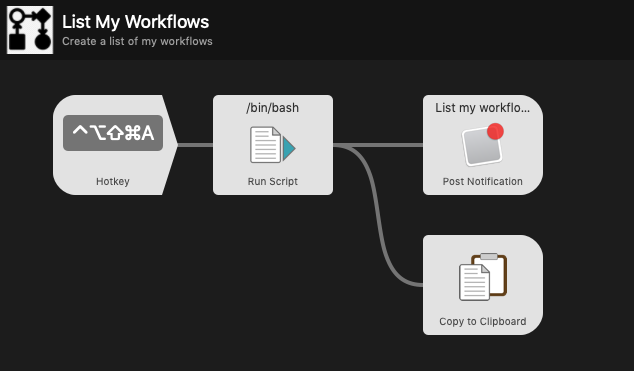 List My Workflows
Create a list of my workflows
⌃⌥⇧⌘A
Hotkey
/bin/bash
Run Script
List my workflo...
Post Notification
Copy to Clipboard